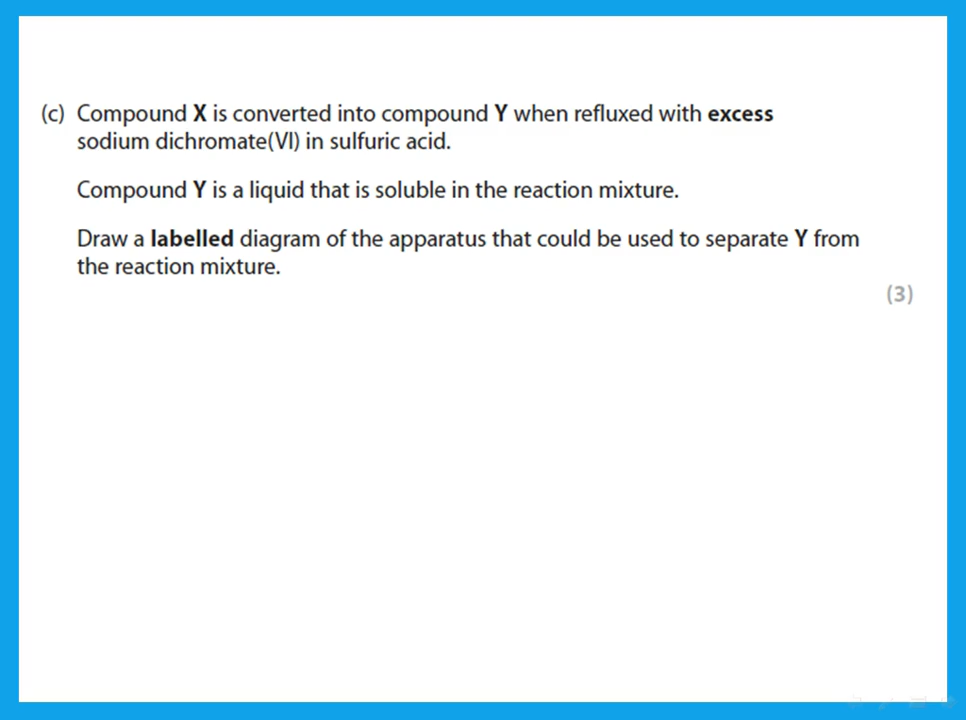 (c) Compound X is converted into compound Y when refluxed with excess
sodium dichromate(VI) in sulfuric acid.
Compound Y is a liquid that is soluble in the reaction mixture.
Draw a labelled diagram of the apparatus that could be used to separate Y from
the reaction mixture.
(3)